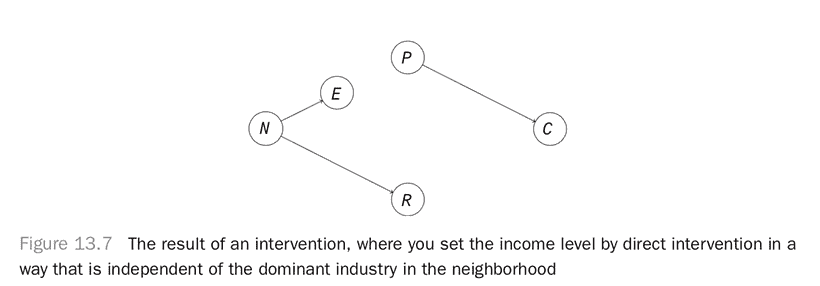 P
E
N
C
R
Figure 13.7 The result of an intervention, where you set the income level by direct intervention in a
way that is independent of the dominant industry in the neighborhood